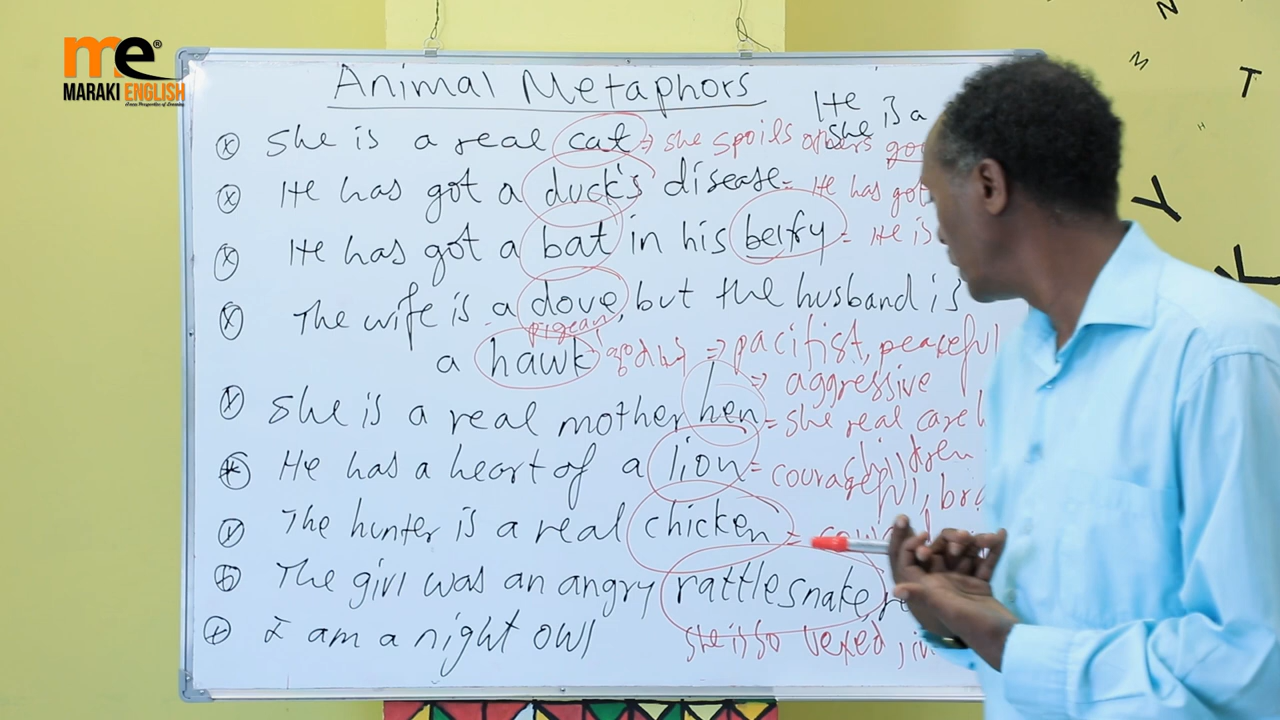 me®
MARAKI ENGLISH
Animal Metaphors
He is a
She
She is a real cat => she spoils others
He has got a duck's disease = He has got
He has got a bat in his belfry = He is
The wife is a dove, but the husband is
pigeon
a hawk => pacifist, peaceful
=> aggressive
She is a real mother hen = she real care
children
He has a heart of a lion = courageful,
The hunter is a real chicken =
The girl was an angry rattlesnake,
she is so vexed,
I am a night owl
N
M
T
H
Y
L